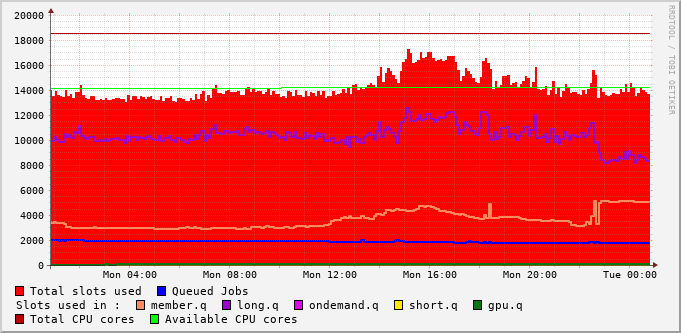 20000
18000
16000
14000
12000
10000
8000
6000
4000
2000
0
Mon 04:00 Mon 08:00 Mon 12:00 Mon 16:00 Mon 20:00 Tue 00:00
RRDTOOL / TOBI OETIKER
Total slots used Queued Jobs
Slots used in : member.q long.q ondemand.q short.q gpu.q
Total CPU cores Available CPU cores